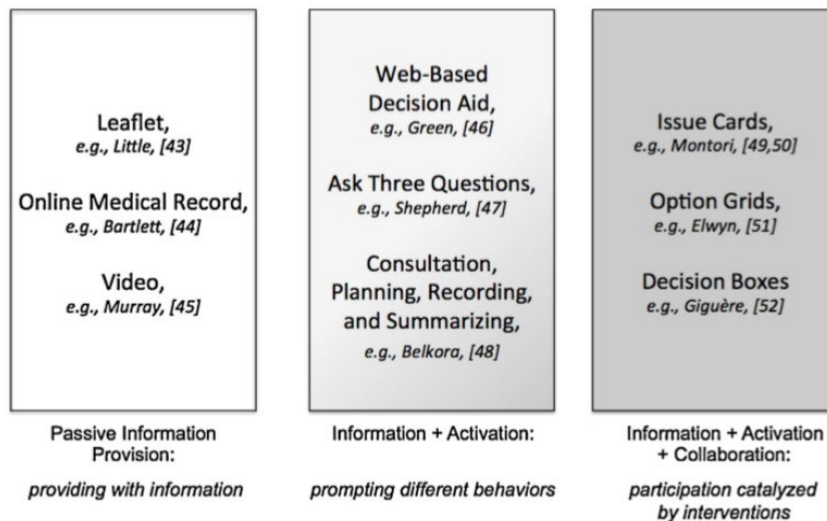 Leaflet,
e.g., Little, [43]
Online Medical Record,
e.g., Bartlett, [44]
Video,
e.g., Murray, [45]
Passive Information
Provision:
providing with information
Web-Based
Decision Aid,
e.g., Green, [46]
Ask Three Questions,
e.g., Shepherd, [47]
Consultation,
Planning, Recording,
and Summarizing,
e.g., Belkora, [48]
Information + Activation:
prompting different behaviors
Issue Cards,
e.g., Montori, [49,50]
Option Grids,
e.g., Elwyn, [51]
Decision Boxes
e.g., Giguère, [52]
Information + Activation
+ Collaboration:
participation catalyzed
by interventions